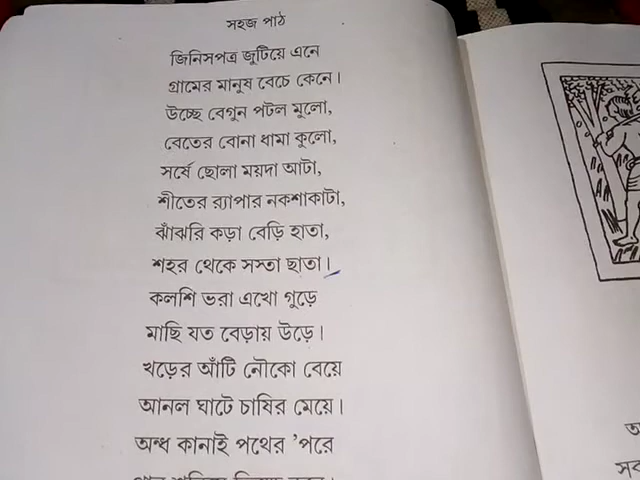 সহজ পাঠ
জিনিসপত্র জুটিয়ে এনে
গ্রামের মানুষ বেচে কেনে।
উচ্ছে বেগুন পটল মুলো,
বেতের বোনা ধামা কুলো,
সর্ষে ছোলা ময়দা আটা,
শীতের র‍্যাপার নকশাকাটা,
ঝাঁঝরি কড়া বেড়ি হাতা,
শহর থেকে সস্তা ছাতা।
কলশি ভরা এখো গুড়ে
মাছি যত বেড়ায় উড়ে।
খড়ের আঁটি নৌকো বেয়ে
আনল ঘাটে চাষির মেয়ে।
অন্ধ কানাই পথের 'পরে